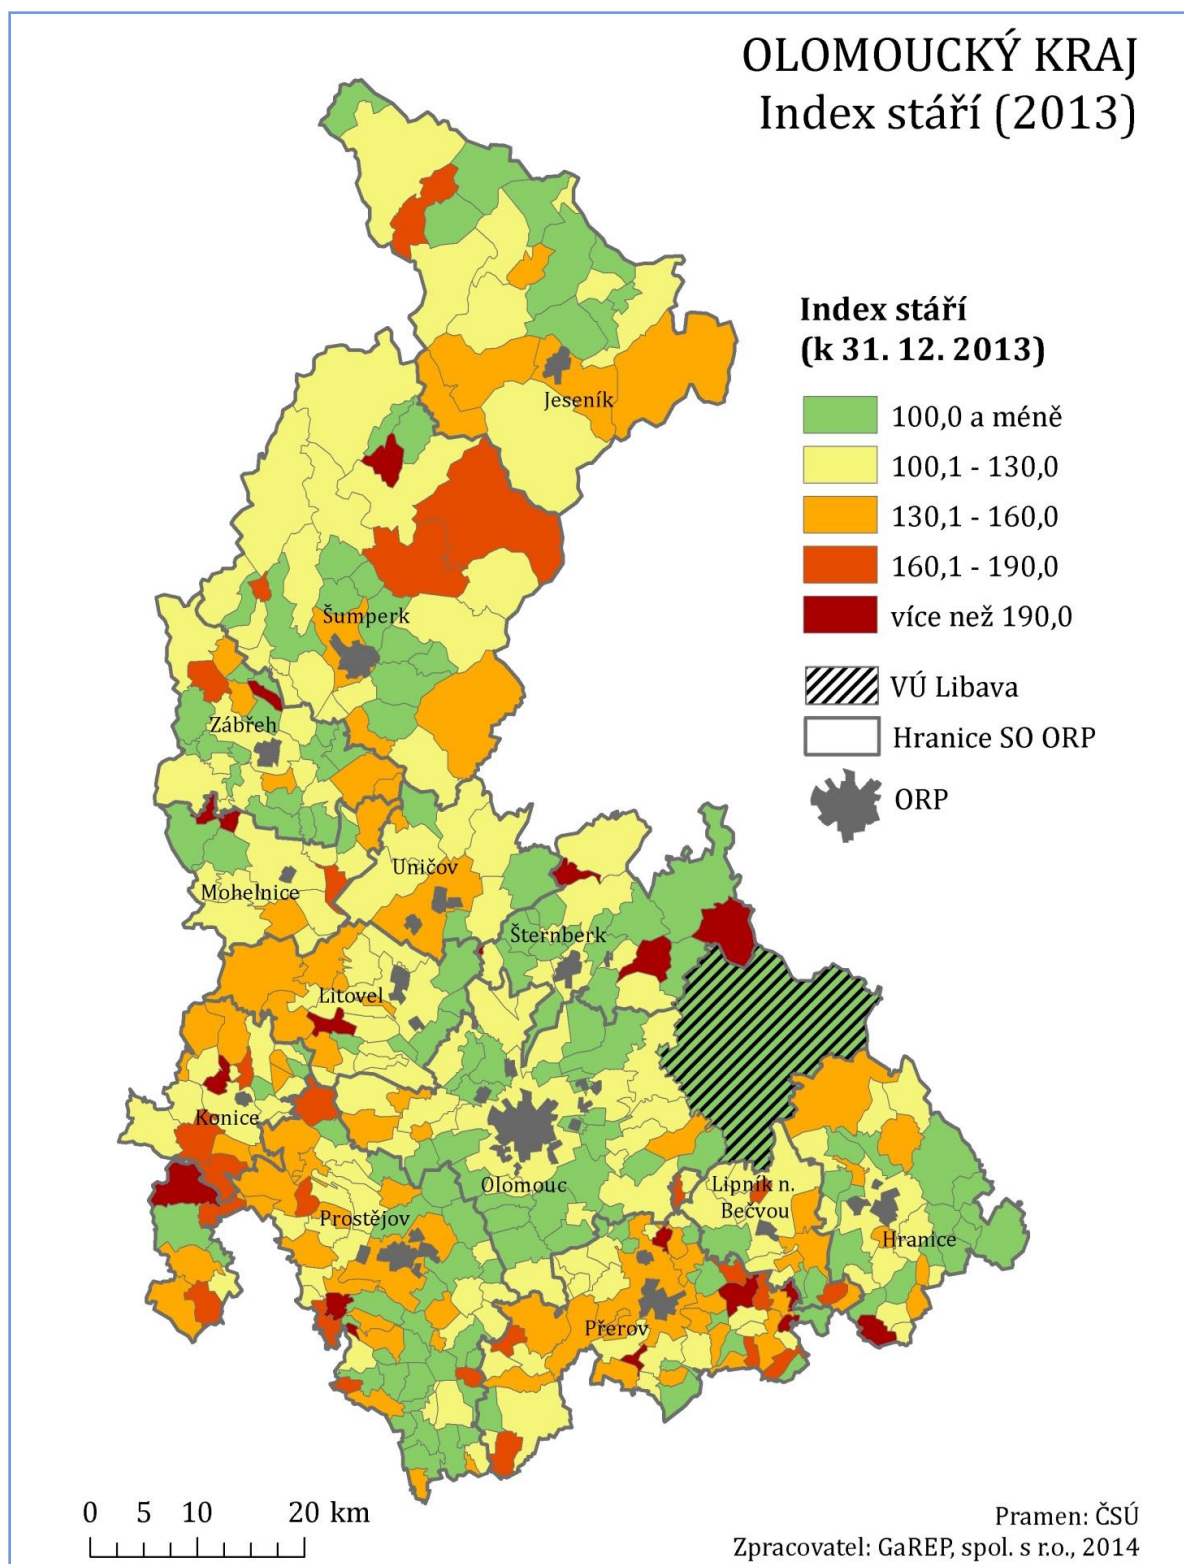 OLOMOUCKÝ KRAJ
Index stáří (2013)
Index stáří
(k 31. 12. 2013)
100,0 a méně
100,1 - 130,0
130,1 - 160,0
160,1 - 190,0
více než 190,0
VÚ Libava
Hranice SO ORP
ORP
Jeseník
Šumperk
Zábřeh
Uničov
Mohelnice
Šternberk
Litovel
Konice
Olomouc
Lipník n.
Bečvou
Prostějov
Hranice
Přerov
0 5 10 20 km
Pramen: ČSÚ
Zpracovatel: GaREP, spol. s r.o., 2014